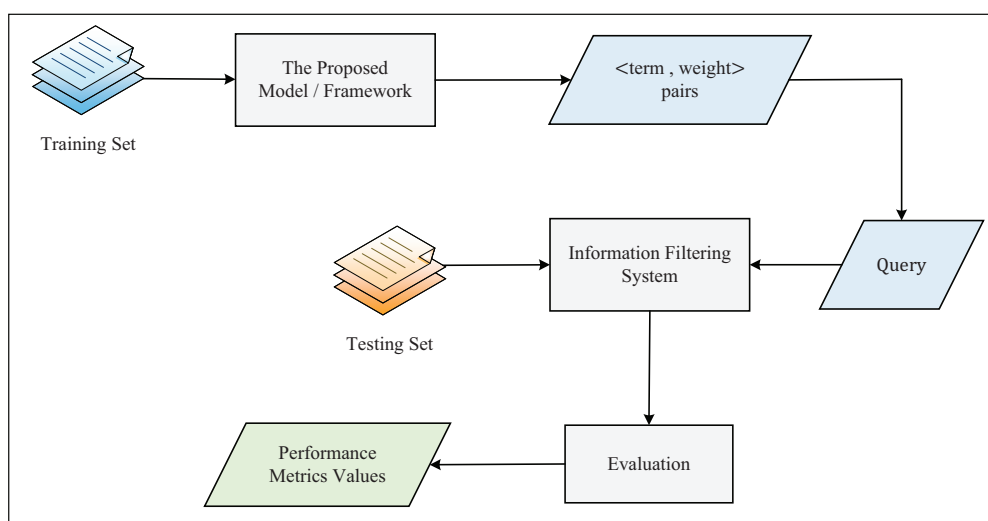 The Proposed
Model / Framework
<term , weight>
pairs
Training Set
Information Filtering
System
Query
Testing Set
Performance
Metrics Values
Evaluation